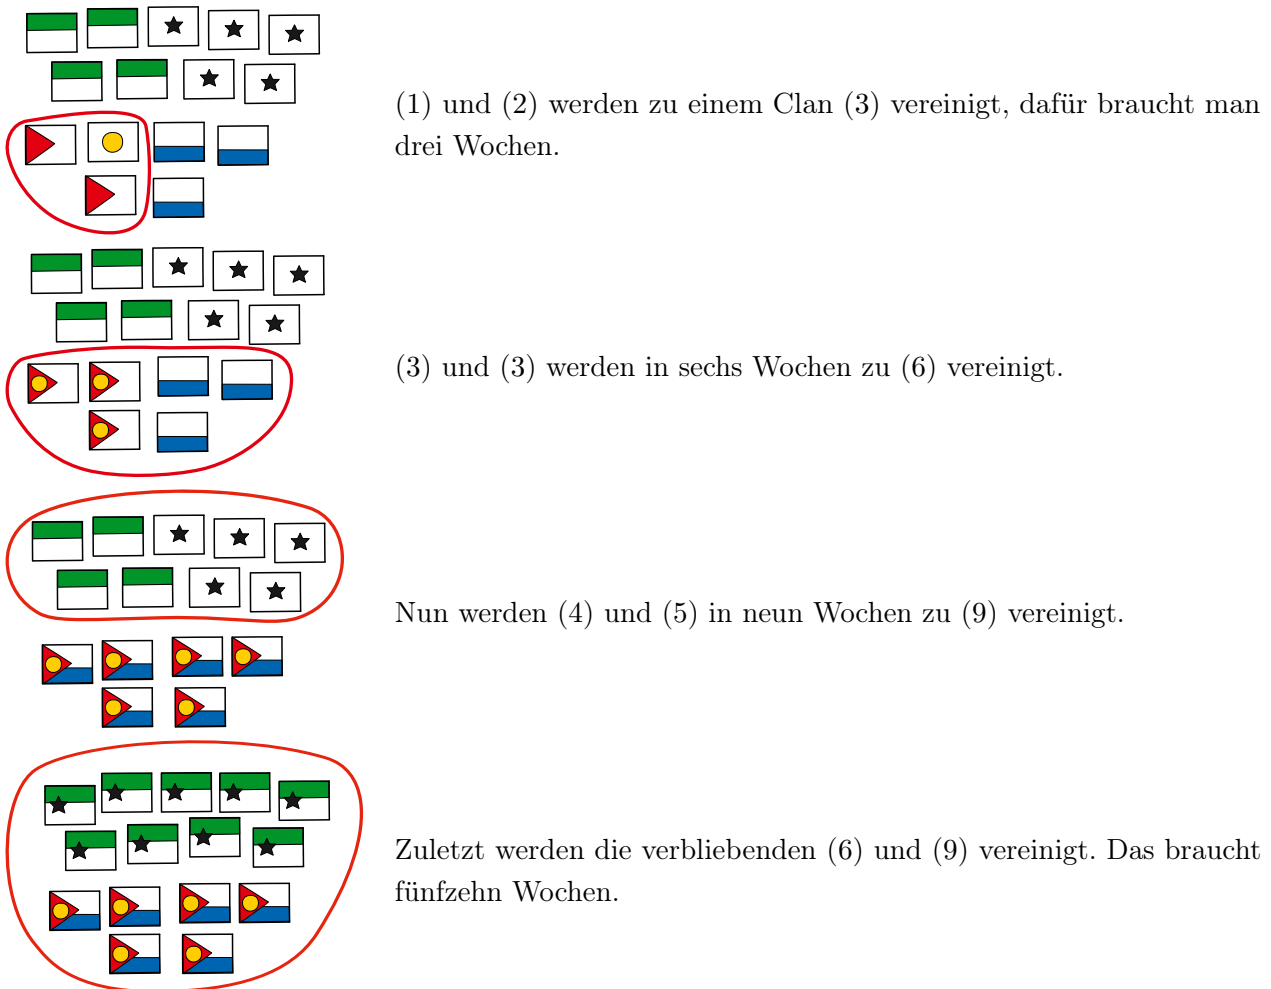 (1) und (2) werden zu einem Clan (3) vereinigt, dafür braucht man
drei Wochen.
(3) und (3) werden in sechs Wochen zu (6) vereinigt.
Nun werden (4) und (5) in neun Wochen zu (9) vereinigt.
Zuletzt werden die verbliebenden (6) und (9) vereinigt. Das braucht
fünfzehn Wochen.